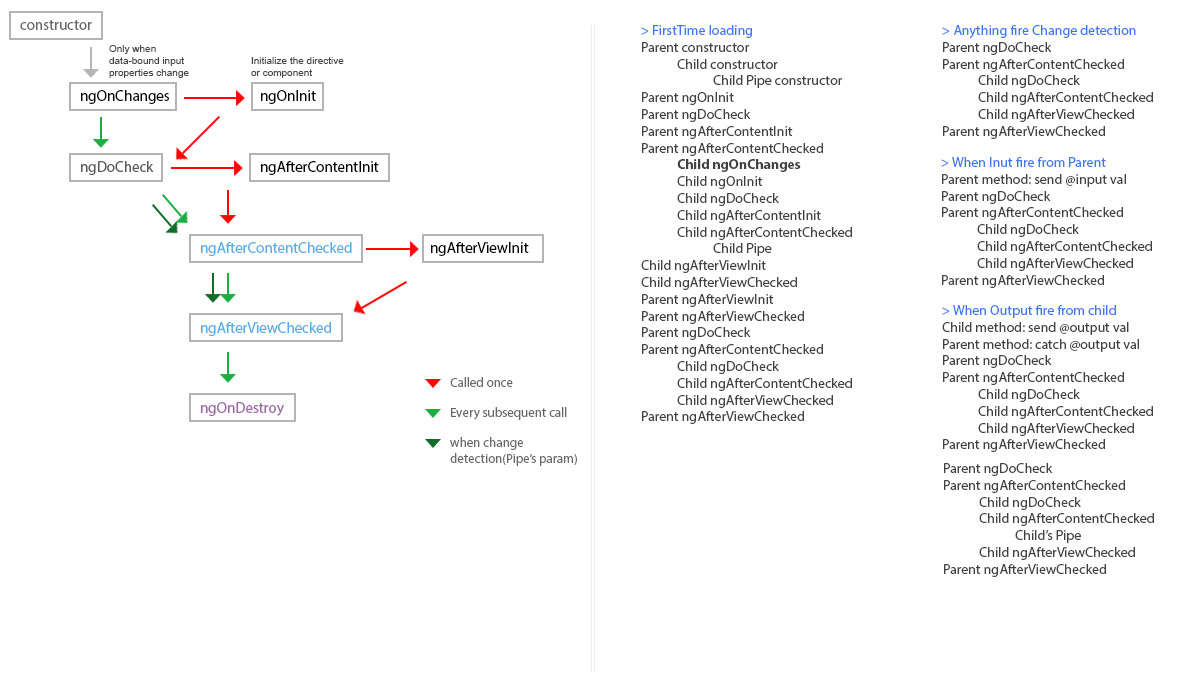 constructor
Only when
data-bound input
properties change
Initialize the directive
or component
ngOnChanges
ngOnInit
ngDoCheck
ngAfterContentInit
ngAfterContentChecked
ngAfterViewInit
ngAfterViewChecked
ngOnDestroy
Called once
Every subsequent call
when change
detection(Pipe's param)
> FirstTime loading
Parent constructor
Child constructor
Child Pipe constructor
Parent ngOnInit
Parent ngDoCheck
Parent ngAfterContentInit
Parent ngAfterContentChecked
Child ngOnChanges
Child ngOnInit
Child ngDoCheck
Child ngAfterContentInit
Child ngAfterContentChecked
Child Pipe
Child ngAfterViewInit
Child ngAfterViewChecked
Parent ngAfterViewInit
Parent ngAfterViewChecked
Parent ngDoCheck
Parent ngAfterContentChecked
Child ngDoCheck
Child ngAfterContentChecked
Child ngAfterViewChecked
Parent ngAfterViewChecked
> Anything fire Change detection
Parent ngDoCheck
Parent ngAfterContentChecked
Child ngDoCheck
Child ngAfterContentChecked
Child ngAfterViewChecked
Parent ngAfterViewChecked
> When Inut fire from Parent
Parent method: send @input val
Parent ngDoCheck
Parent ngAfterContentChecked
Child ngDoCheck
Child ngAfterContentChecked
Child ngAfterViewChecked
Parent ngAfterViewChecked
> When Output fire from child
Child method: send @output val
Parent method: catch @output val
Parent ngDoCheck
Parent ngAfterContentChecked
Child ngDoCheck
Child ngAfterContentChecked
Child ngAfterViewChecked
Parent ngAfterViewChecked
Parent ngDoCheck
Parent ngAfterContentChecked
Child ngDoCheck
Child ngAfterContentChecked
Child's Pipe
Child ngAfterViewChecked
Parent ngAfterViewChecked